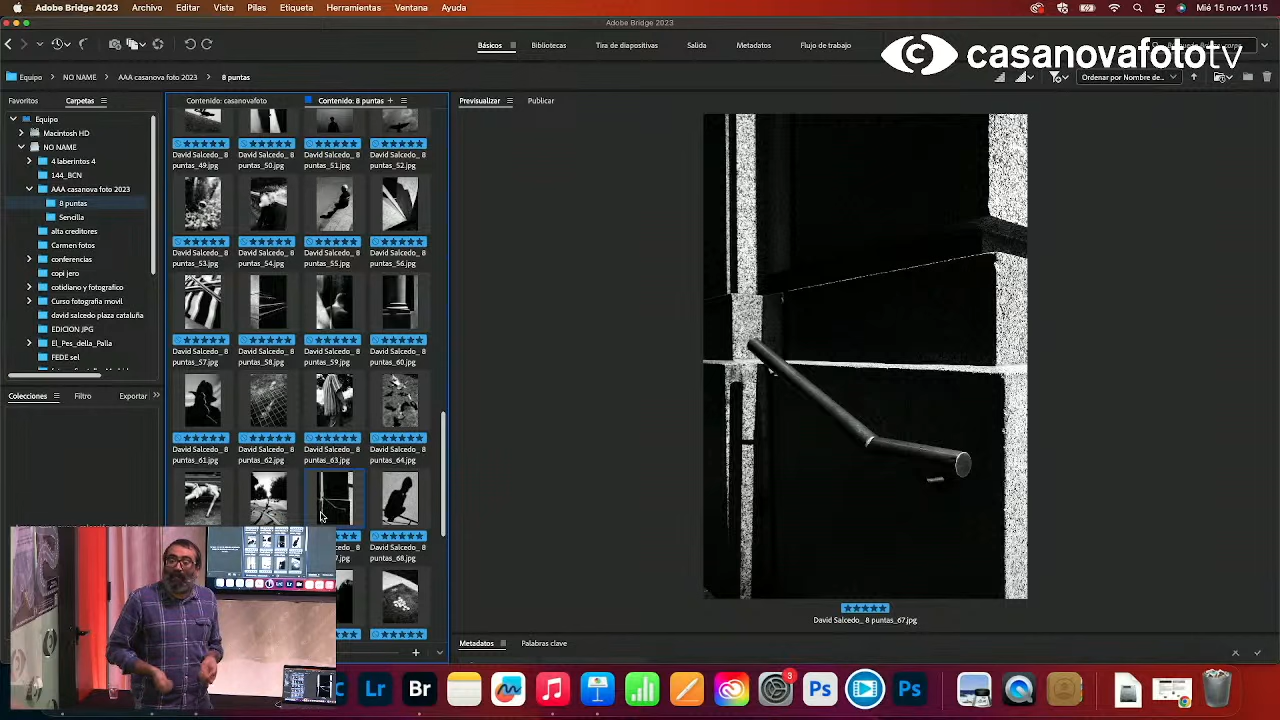 Adobe Bridge 2023 Archivo Editar Vista Pilas Etiqueta Herramientas Ventana Ayuda Mié 15 nov 11:15
Adobe Bridge 2023
Básicos Bibliotecas Tira de diapositivas Salida Metadatos Flujo de trabajo
casanovafototv
Equipo NO NAME AAA casanova foto 2023 8 puntas
Ordenar por Nombre de...
Favoritos Carpetas
Equipo
Macintosh HD
NO NAME
4 laberintos 4
144_BCN
AAA casanova foto 2023
8 puntas
Sencilla
alta creditores
Carmen fotos
conferencias
copi jero
cotidiano y fotografico
Curso fotografia movil
david salcedo plaza cataluña
EDICION JPG
El_Pes_della_Palla
FEDE sel
Colecciones Filtro Exportar
Contenido: casanovafoto Contenido: 8 puntas
David Salcedo_ 8 puntas_49.jpg
David Salcedo_ 8 puntas_50.jpg
David Salcedo_ 8 puntas_51.jpg
David Salcedo_ 8 puntas_52.jpg
David Salcedo_ 8 puntas_53.jpg
David Salcedo_ 8 puntas_54.jpg
David Salcedo_ 8 puntas_55.jpg
David Salcedo_ 8 puntas_56.jpg
David Salcedo_ 8 puntas_57.jpg
David Salcedo_ 8 puntas_58.jpg
David Salcedo_ 8 puntas_59.jpg
David Salcedo_ 8 puntas_60.jpg
David Salcedo_ 8 puntas_61.jpg
David Salcedo_ 8 puntas_62.jpg
David Salcedo_ 8 puntas_63.jpg
David Salcedo_ 8 puntas_64.jpg
David Salcedo_ 8 puntas_68.jpg
Previsualizar Publicar
David Salcedo_ 8 puntas_67.jpg
Metadatos Palabras clave
Lr Br 3 Ps Ps